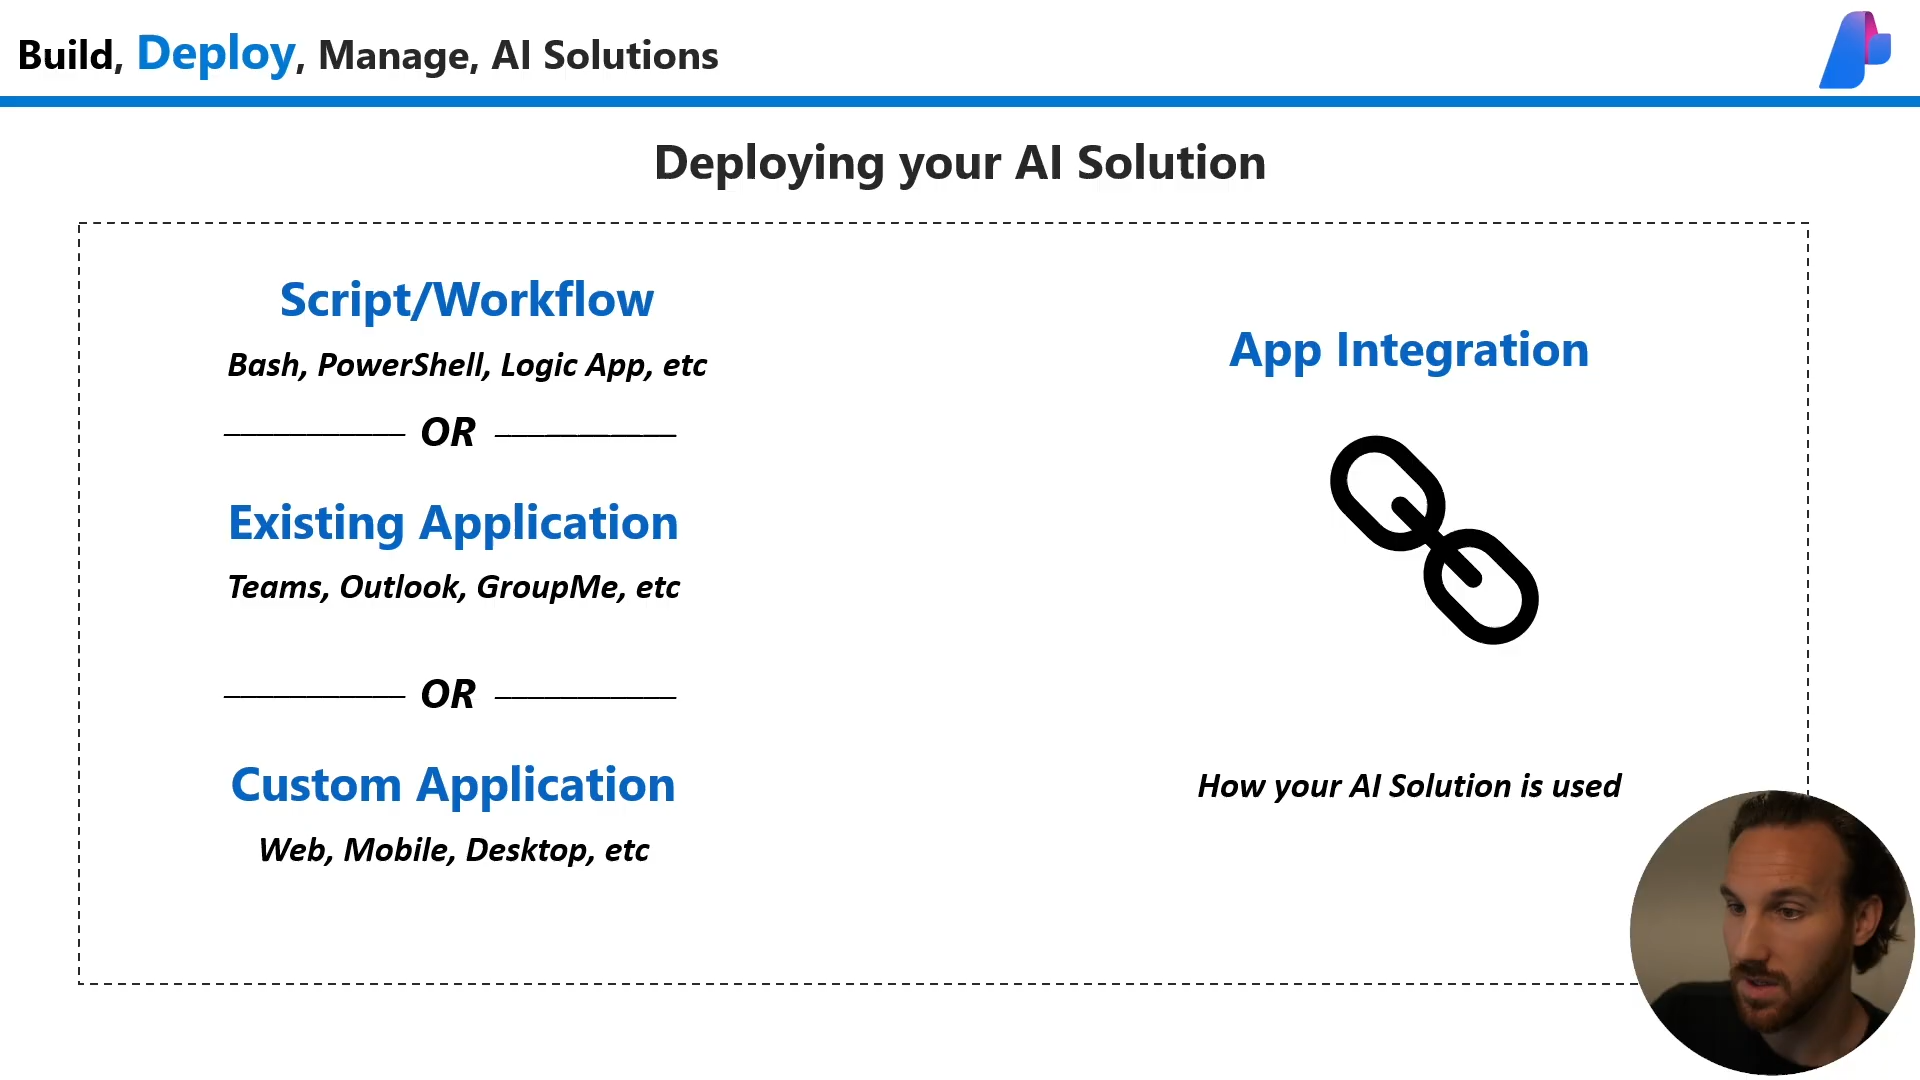 Build, Deploy, Manage, AI Solutions
Deploying your AI Solution
Script/Workflow
Bash, PowerShell, Logic App, etc
OR
Existing Application
Teams, Outlook, GroupMe, etc
OR
Custom Application
Web, Mobile, Desktop, etc
App Integration
How your AI Solution is used